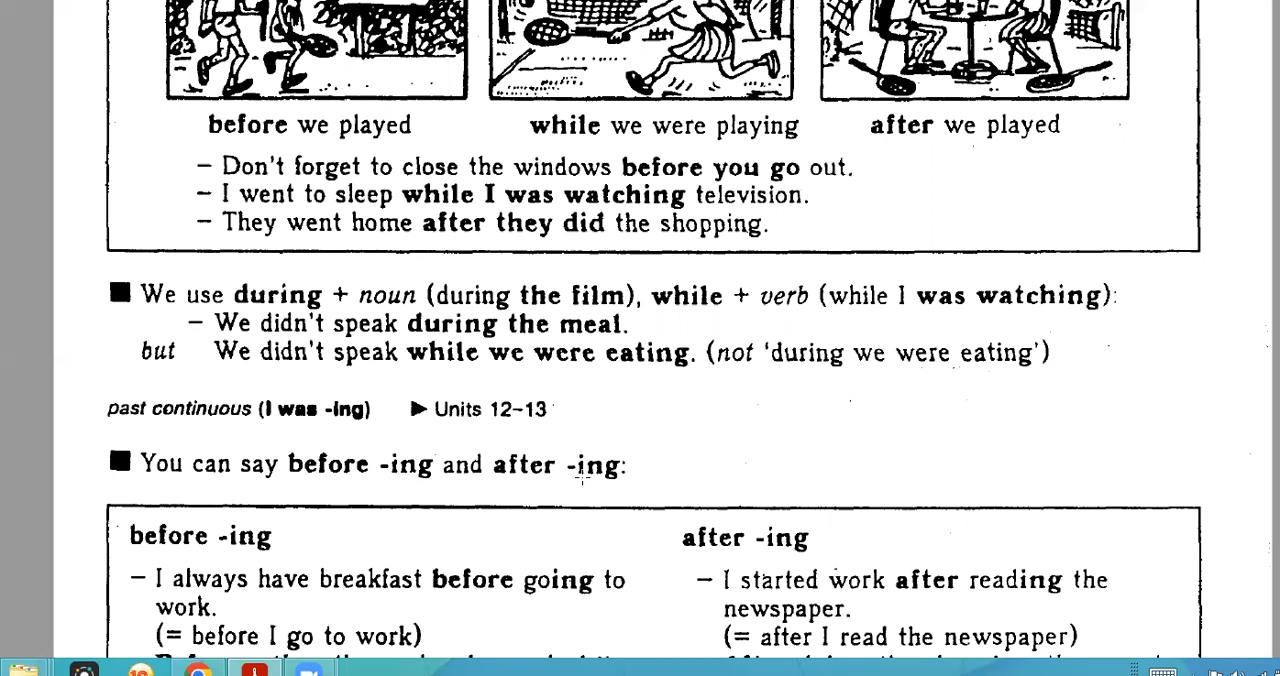 before we played while we were playing after we played
– Don't forget to close the windows before you go out.
– I went to sleep while I was watching television.
– They went home after they did the shopping.
■ We use during + noun (during the film), while + verb (while I was watching):
– We didn't speak during the meal.
but We didn't speak while we were eating. (not 'during we were eating')
past continuous (I was -ing) ▶ Units 12–13
■ You can say before -ing and after -ing:
before -ing
– I always have breakfast before going to
work.
(= before I go to work)
after -ing
– I started work after reading the
newspaper.
(= after I read the newspaper)